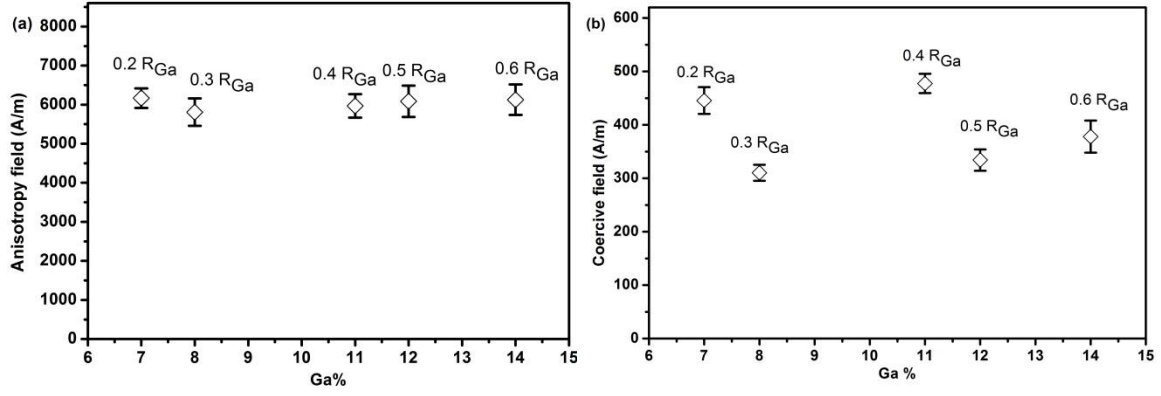 (a)
Anisotropy field (A/m)
8000
7000
6000
5000
4000
3000
2000
1000
0
0.2 RGa
0.3 RGa
0.4 RGa
0.5 RGa
0.6 RGa
6 7 8 9 10 11 12 13 14 15
Ga%
(b)
Coercive field (A/m)
600
500
400
300
200
100
0
0.2 RGa
0.3 RGa
0.4 RGa
0.5 RGa
0.6 RGa
6 7 8 9 10 11 12 13 14 15
Ga %